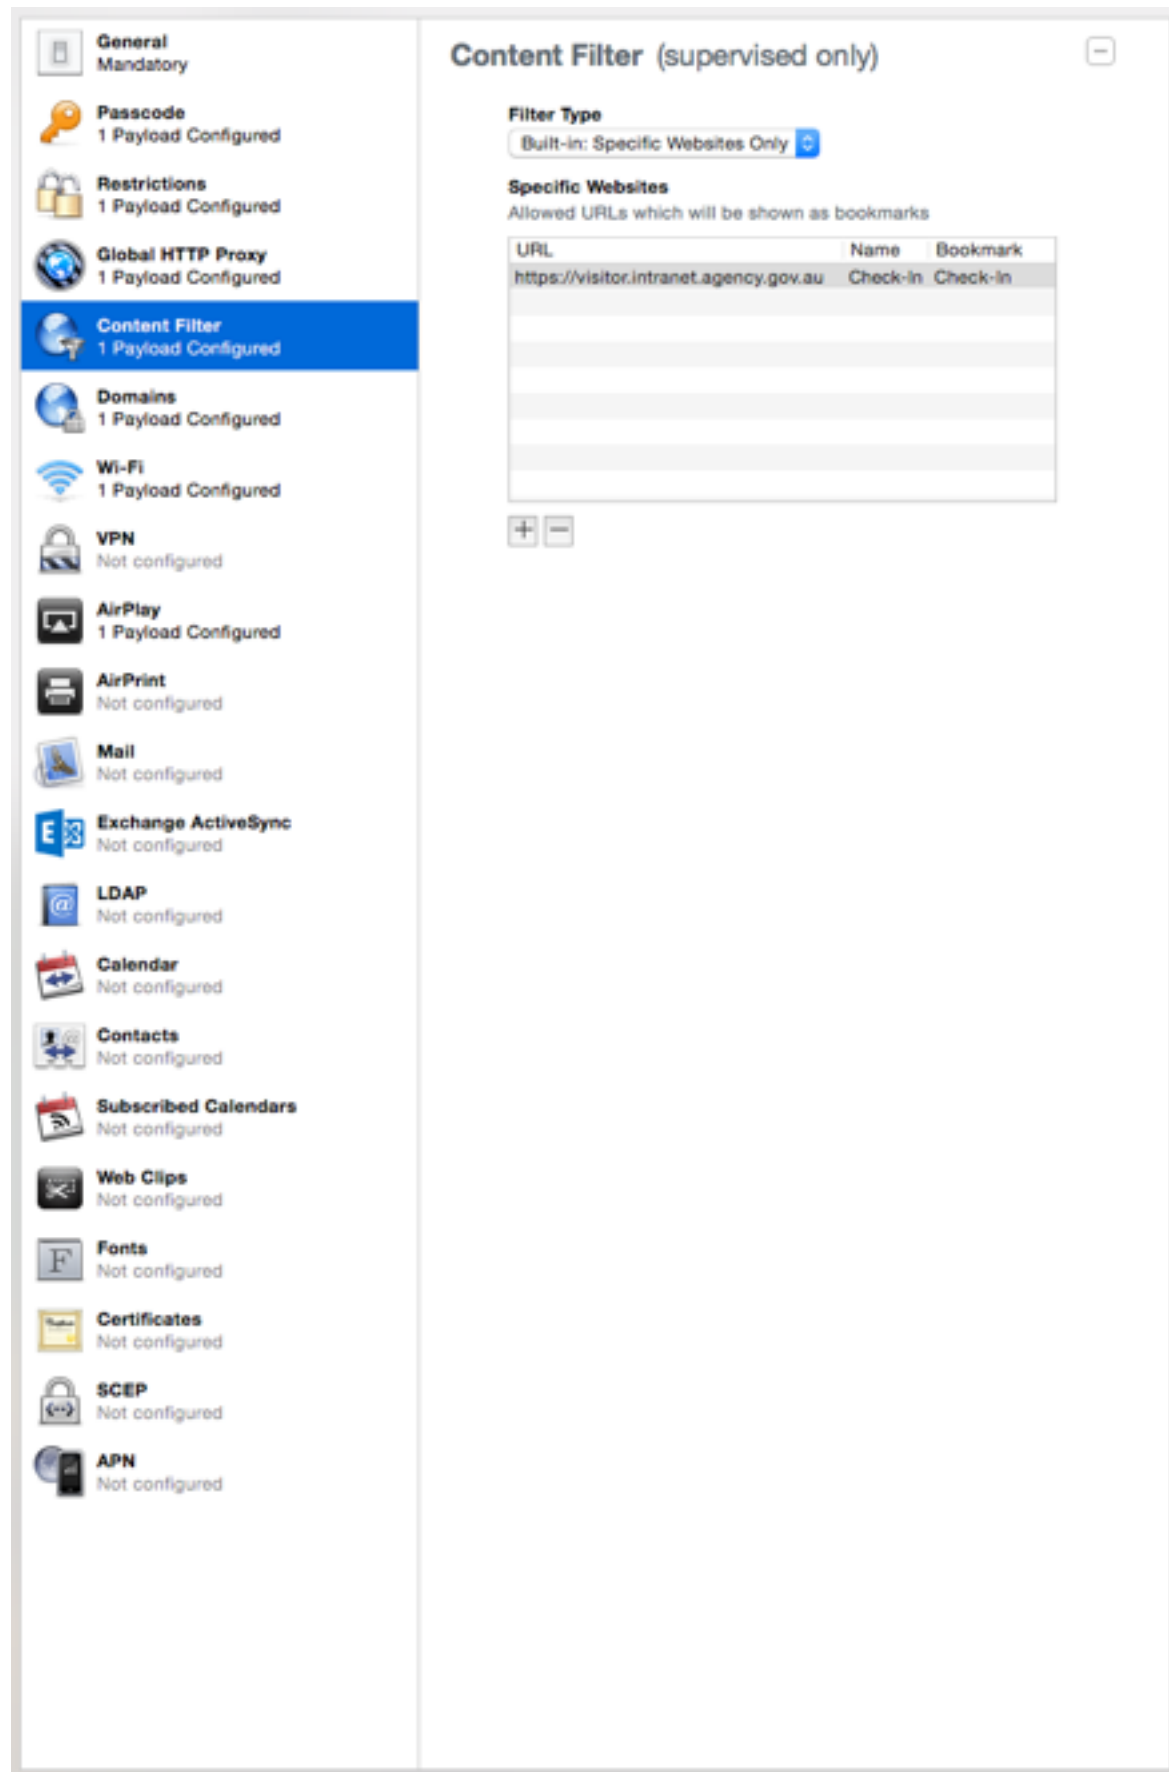 General
Mandatory
Passcode
1 Payload Configured
Restrictions
1 Payload Configured
Global HTTP Proxy
1 Payload Configured
Content Filter
1 Payload Configured
Domains
1 Payload Configured
Wi-Fi
1 Payload Configured
VPN
Not configured
AirPlay
1 Payload Configured
AirPrint
Not configured
Mail
Not configured
Exchange ActiveSync
Not configured
LDAP
Not configured
Calendar
Not configured
Contacts
Not configured
Subscribed Calendars
Not configured
Web Clips
Not configured
Fonts
Not configured
Certificates
Not configured
SCEP
Not configured
APN
Not configured
Content Filter (supervised only)
Filter Type
Built-in: Specific Websites Only
Specific Websites
Allowed URLs which will be shown as bookmarks
URL Name Bookmark
https://visitor.intranet.agency.gov.au Check-In Check-In